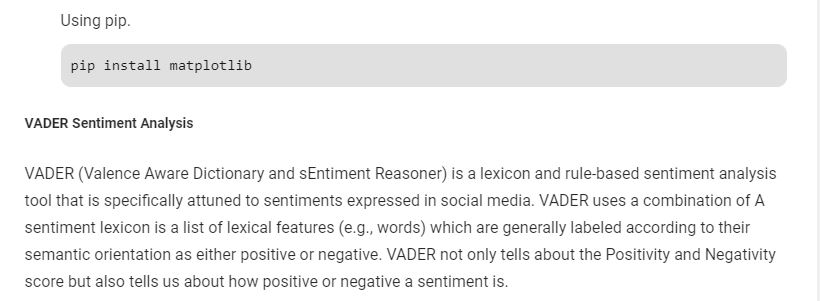 Using pip.
pip install matplotlib
VADER Sentiment Analysis
VADER (Valence Aware Dictionary and sEntiment Reasoner) is a lexicon and rule-based sentiment analysis
tool that is specifically attuned to sentiments expressed in social media. VADER uses a combination of A
sentiment lexicon is a list of lexical features (e.g., words) which are generally labeled according to their
semantic orientation as either positive or negative. VADER not only tells about the Positivity and Negativity
score but also tells us about how positive or negative a sentiment is.